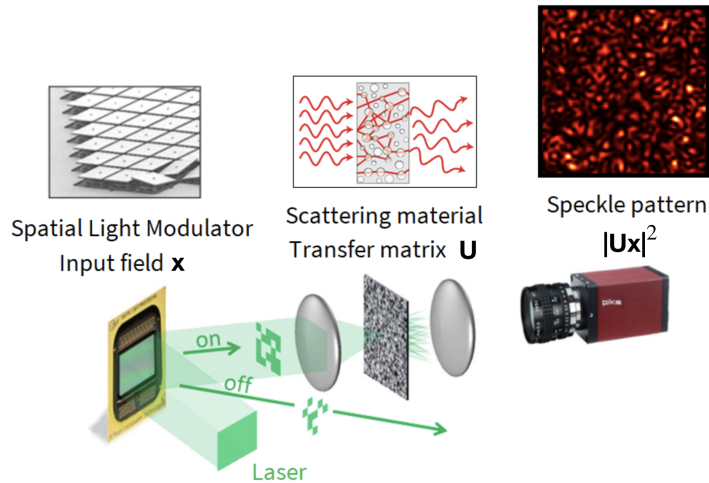 Spatial Light Modulator
Input field x
Scattering material
Transfer matrix U
Speckle pattern
|Ux|²
on
off
Laser